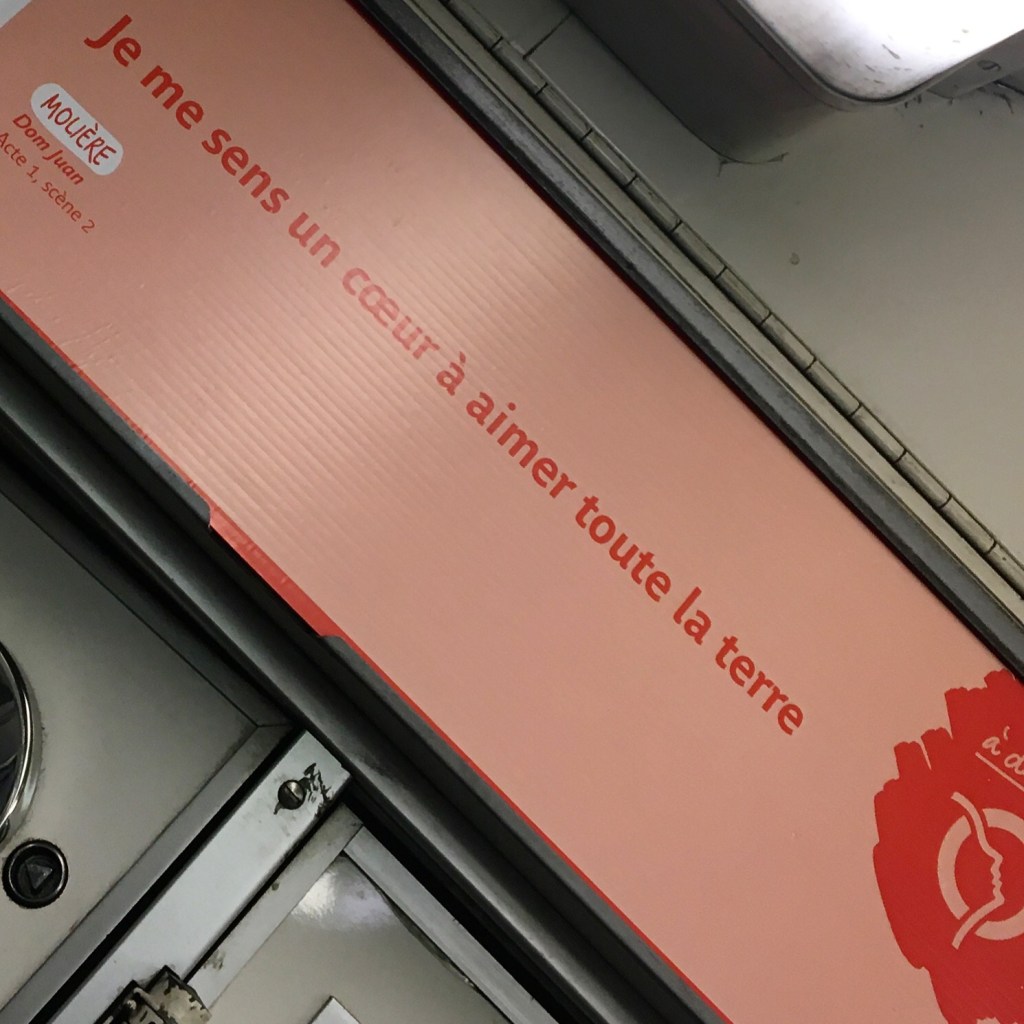 Je me sens un cœur à aimer toute la terre
MOLIÈRE
Dom Juan
Acte 1, scène 2